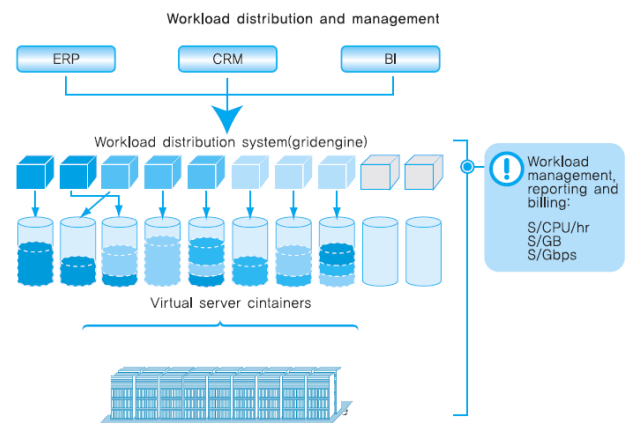 Workload distribution and management
ERP
CRM
BI
Workload distribution system(gridengine)
Workload
management,
reporting and
billing:
S/CPU/hr
S/GB
S/Gbps
Virtual server cintainers